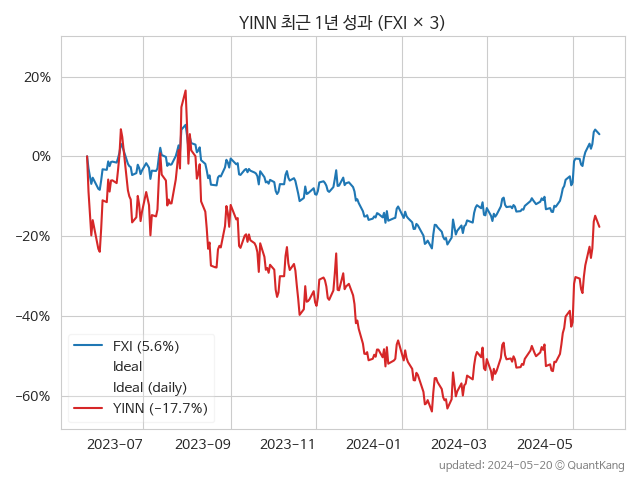 YINN 최근 1년 성과 (FXI × 3)
20%
0%
−20%
−40%
−60%
FXI (5.6%)
Ideal
Ideal (daily)
YINN (−17.7%)
2023-07
2023-09
2023-11
2024-01
2024-03
2024-05
updated: 2024-05-20 © QuantKang